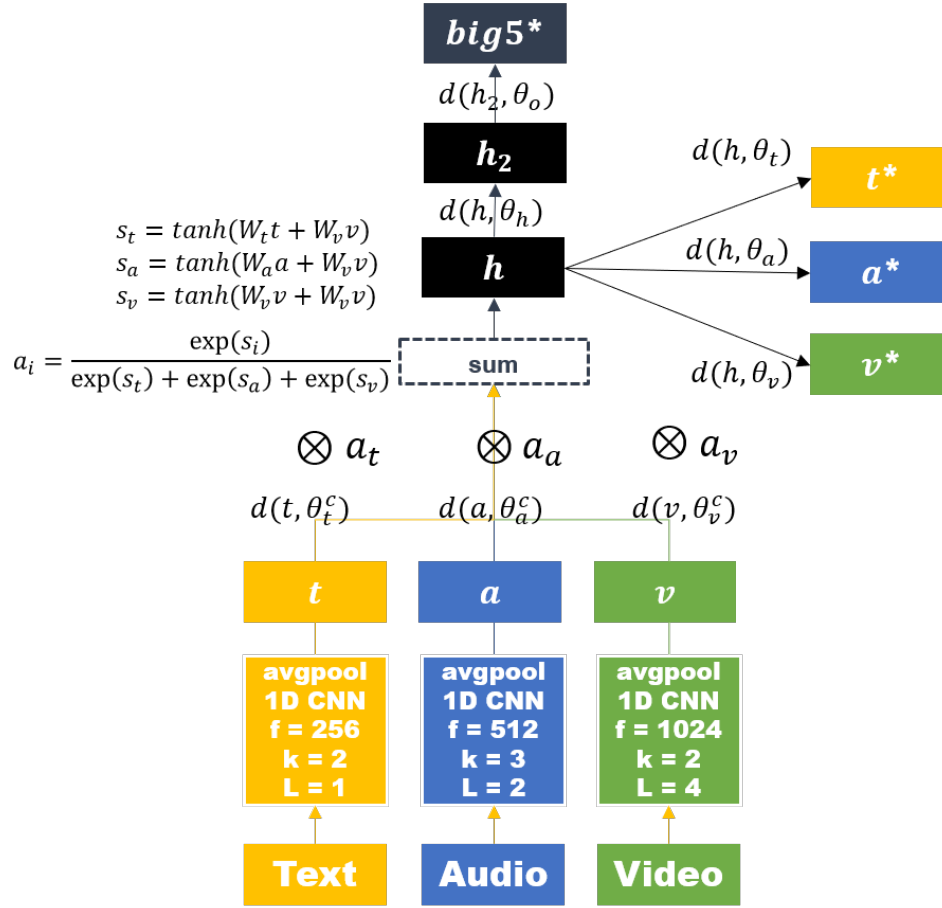 big5*
d(h₂, θₒ)
h₂
d(h, θₜ)
t*
d(h, θₕ)
sₜ = tanh(Wₜt + Wᵥv)
sₐ = tanh(Wₐa + Wᵥv)
sᵥ = tanh(Wᵥv + Wᵥv)
h
d(h, θₐ)
a*
aᵢ = exp(sᵢ) / exp(sₜ) + exp(sₐ) + exp(sᵥ)
sum
d(h, θᵥ)
v*
⊗ aₜ
⊗ aₐ
⊗ aᵥ
d(t, θₜᶜ)
d(a, θₐᶜ)
d(v, θᵥᶜ)
t
a
v
avgpool
1D CNN
f = 256
k = 2
L = 1
avgpool
1D CNN
f = 512
k = 3
L = 2
avgpool
1D CNN
f = 1024
k = 2
L = 4
Text
Audio
Video